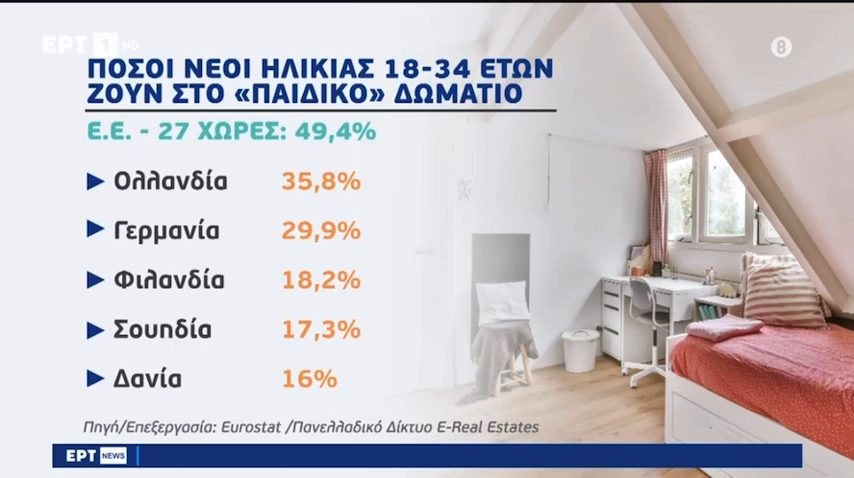 ΕΡΤ 1 HD
8
ΠΟΣΟΙ ΝΕΟΙ ΗΛΙΚΙΑΣ 18-34 ΕΤΩΝ
ΖΟΥΝ ΣΤΟ «ΠΑΙΔΙΚΟ» ΔΩΜΑΤΙΟ
Ε.Ε. - 27 ΧΩΡΕΣ: 49,4%
Ολλανδία 35,8%
Γερμανία 29,9%
Φιλανδία 18,2%
Σουηδία 17,3%
Δανία 16%
Πηγή/Επεξεργασία: Eurostat /Πανελλαδικό Δίκτυο E-Real Estates
ΕΡΤ NEWS